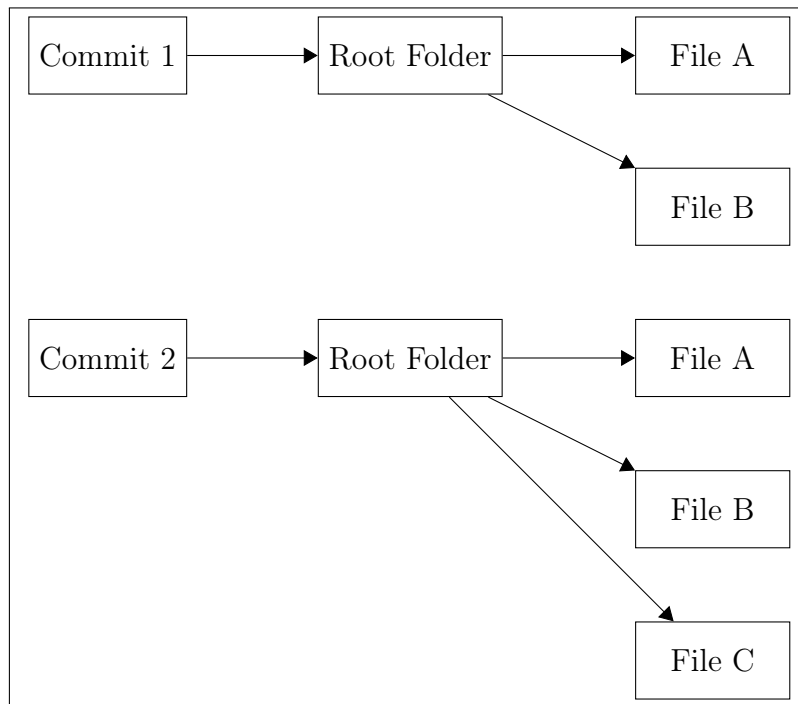 Commit 1
Root Folder
File A
File B
Commit 2
Root Folder
File A
File B
File C